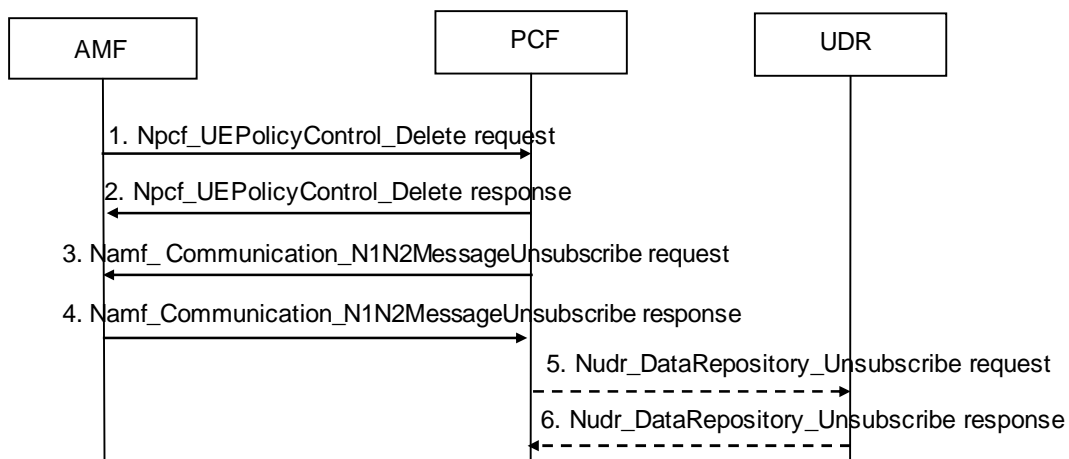 AMF
PCF
UDR
1. Npcf_UEPolicyControl_Delete request
2. Npcf_UEPolicyControl_Delete response
3. Namf_ Communication_N1N2MessageUnsubscribe request
4. Namf_Communication_N1N2MessageUnsubscribe response
5. Nudr_DataRepository_Unsubscribe request
6. Nudr_DataRepository_Unsubscribe response